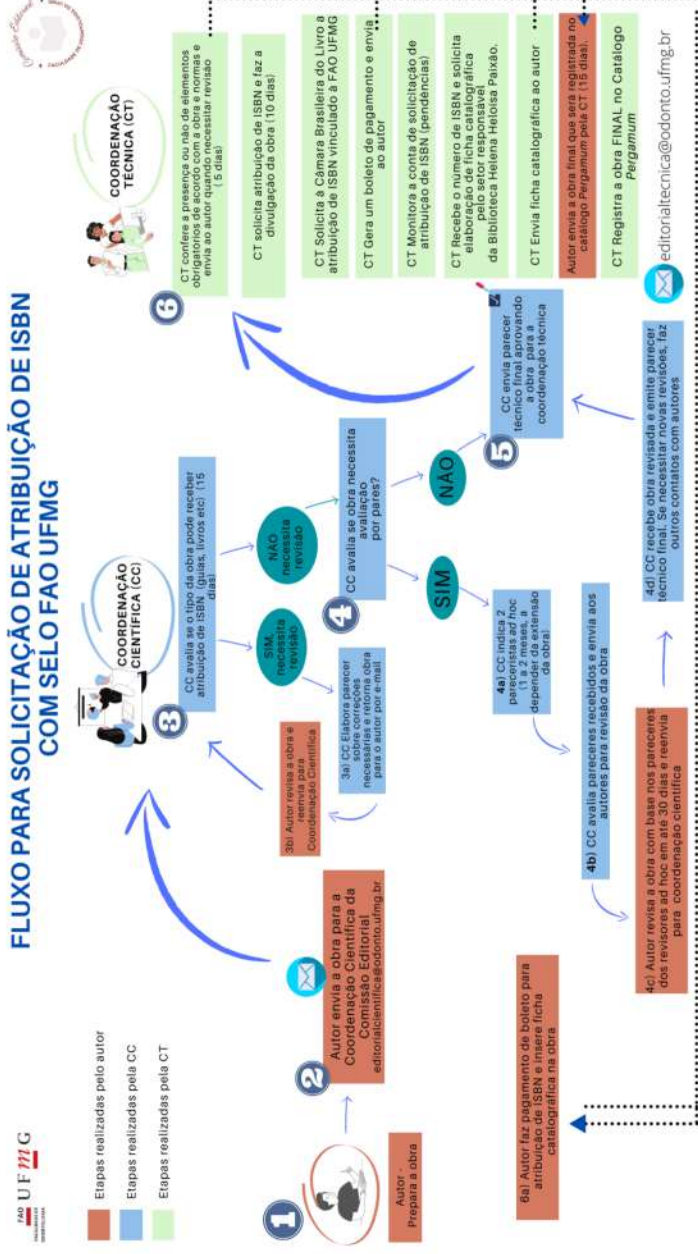 FLUXO PARA SOLICITAÇÃO DE ATRIBUIÇÃO DE ISBN
COM SELO FAO UFMG
FAO
UFMG
Etapas realizadas pelo autor
Etapas realizadas pela CC
Etapas realizadas pela CT
1
Autor -
Prepara a obra
2
Autor envia a obra para a
Coordenação Científica da
Comissão Editorial
editorialcientifica@odonto.ufmg.br
COORDENAÇÃO
CIENTÍFICA (CC)
3
CC avalia se o tipo da obra pode receber
atribuição de ISBN (guias, livros etc) (15
dias)
SIM,
necessita
revisão
NÃO
necessita
revisão
3a) CC Elabora parecer
sobre correções
necessárias e retorna obra
para o autor por e-mail
3b) Autor revisa a obra e
reenvia para
Coordenação Científica
4
CC avalia se obra necessita
avaliação
por pares?
SIM
NÃO
4a) CC indica 2
pareceristas ad hoc
(1 a 2 meses, a
depender da extensão
da obra)
4b) CC avalia pareceres recebidos e envia aos
autores para revisão da obra
4c) Autor revisa a obra com base nos pareceres
dos revisores ad hoc em até 30 dias e reenvia
para coordenação científica
4d) CC recebe obra revisada e emite parecer
técnico final. Se necessitar novas revisões, faz
outros contatos com autores
5
CC envia parecer
técnico final aprovando
a obra para a
coordenação técnica
COORDENAÇÃO
TÉCNICA (CT)
6
CT confere a presença ou não de elementos
obrigatórios de acordo com a obra e normas e
envia ao autor quando necessitar revisão
( 5 dias)
CT solicita atribuição de ISBN e faz a
divulgação da obra (10 dias)
CT Solicita à Câmara Brasileira do Livro a
atribuição de ISBN vinculado à FAO UFMG
CT Gera um boleto de pagamento e envia
ao autor
CT Monitora a conta de solicitação de
atribuição de ISBN (pendências)
CT Recebe o número de ISBN e solicita
elaboração de ficha catalográfica
pelo setor responsável
da Biblioteca Helena Heloísa Paixão.
CT Envia ficha catalográfica ao autor
Autor envia a obra final que será registrada no
catálogo Pergamum pela CT (15 dias).
CT Registra a obra FINAL no Catálogo
Pergamum
editorialtecnica@odonto.ufmg.br
6a) Autor faz pagamento de boleto para
atribuição de ISBN e insere ficha
catalográfica na obra